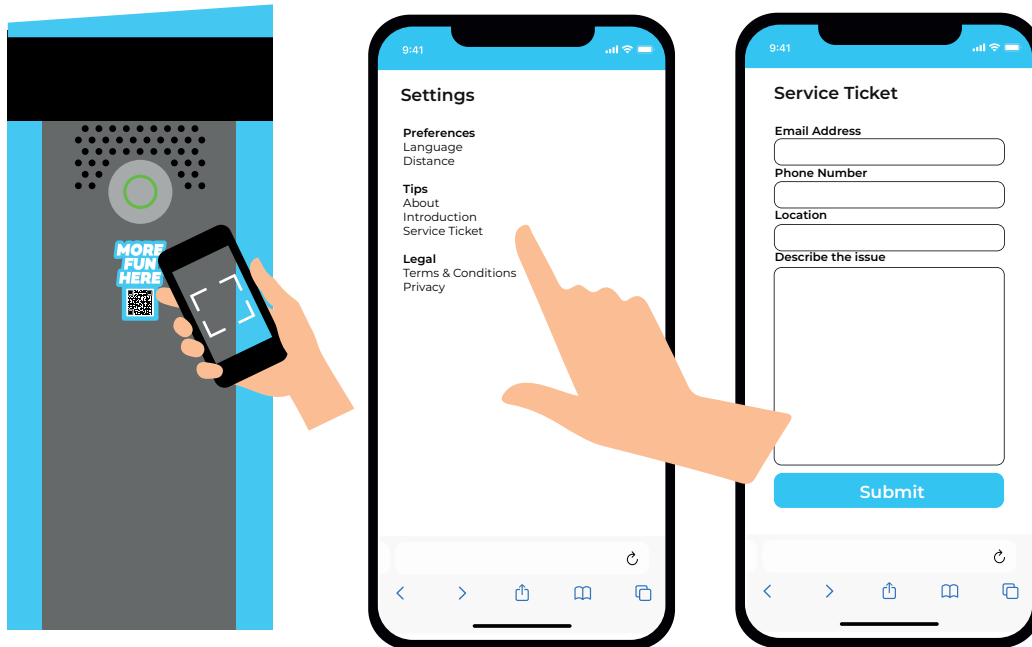 MORE
FUN
HERE
9:41
Settings
Preferences
Language
Distance
Tips
About
Introduction
Service Ticket
Legal
Terms & Conditions
Privacy
9:41
Service Ticket
Email Address
Phone Number
Location
Describe the issue
Submit